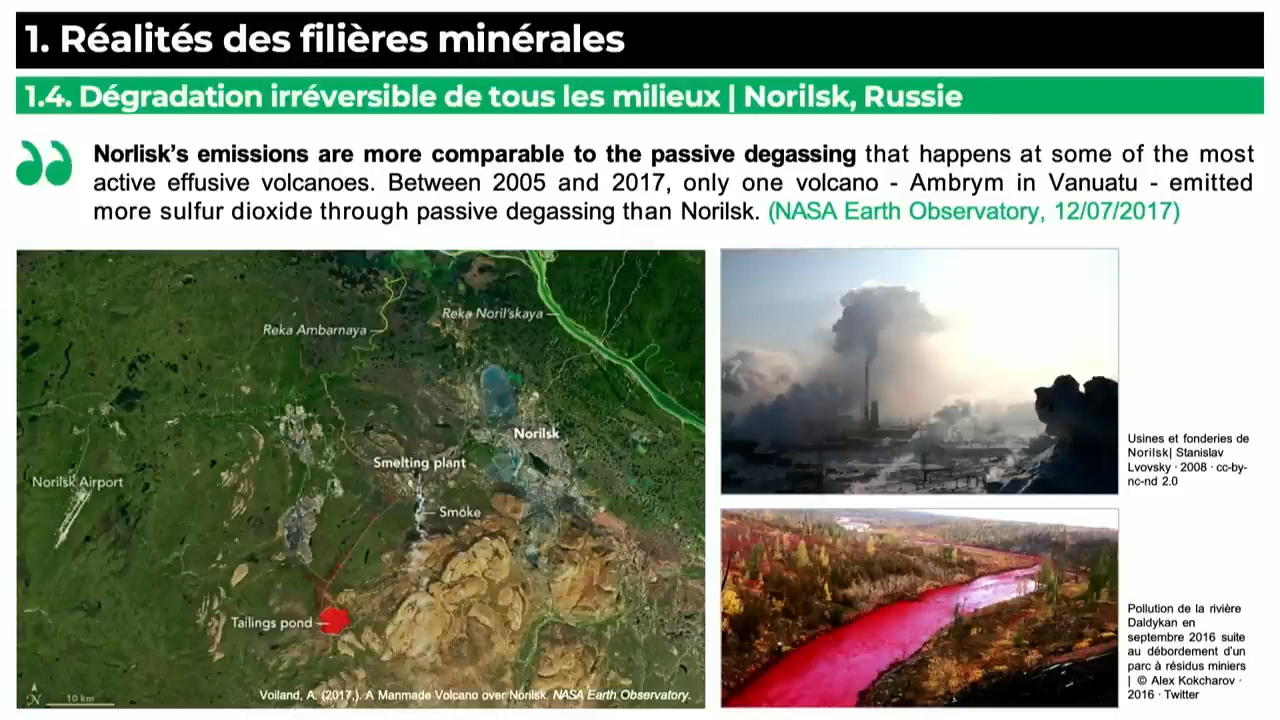 1. Réalités des filières minérales
1.4. Dégradation irréversible de tous les milieux | Norilsk, Russie
Norlisk's emissions are more comparable to the passive degassing that happens at some of the most
active effusive volcanoes. Between 2005 and 2017, only one volcano - Ambrym in Vanuatu - emitted
more sulfur dioxide through passive degassing than Norilsk. (NASA Earth Observatory, 12/07/2017)
Reka Ambarnaya
Reka Noril'skaya
Norilsk
Smelting plant
Norilsk Airport
Smoke
Tailings pond
N
10 km
Voiland, A. (2017,). A Manmade Volcano over Norilsk. NASA Earth Observatory.
Usines et fonderies de
Norilsk| Stanislav
Lvovsky · 2008 · cc-by-
nc-nd 2.0
Pollution de la rivière
Daldykan en
septembre 2016 suite
au débordement d'un
parc à résidus miniers
| © Alex Kokcharov ·
2016 · Twitter